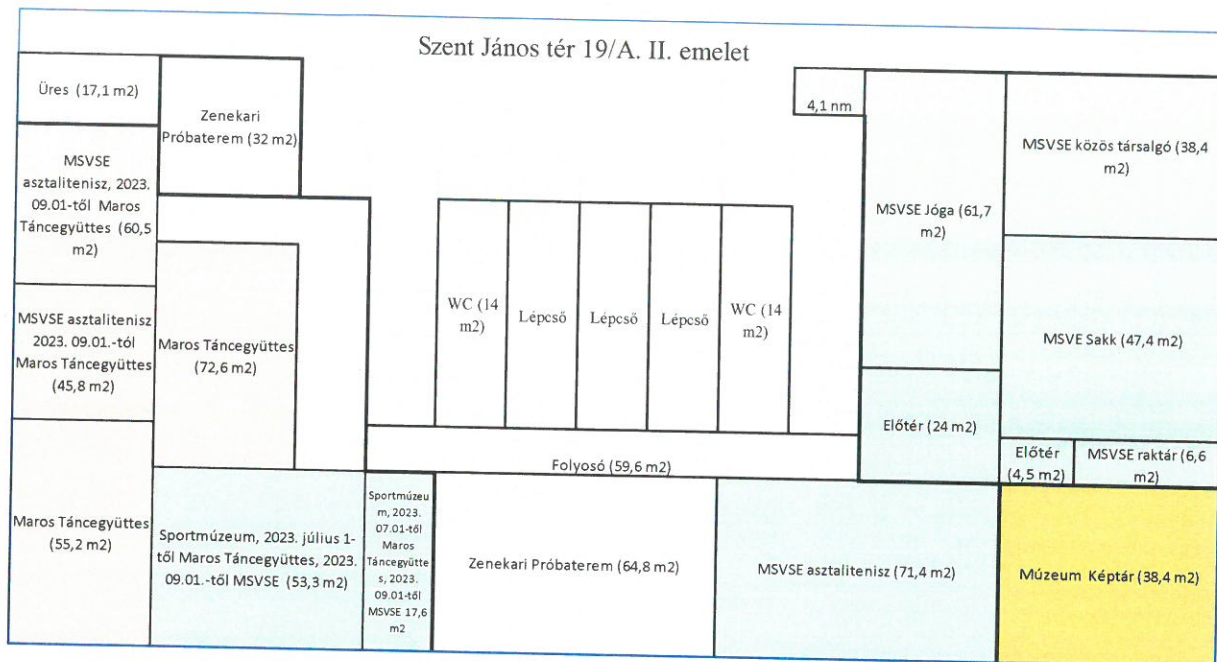 Szent János tér 19/A. II. emelet
Üres (17,1 m2)
Zenekari
Próbaterem (32 m2)
MSVSE
asztalitenisz, 2023.
09.01-től Maros
Táncegyüttes (60,5
m2)
MSVSE asztalitenisz
2023. 09.01.-tól
Maros Táncegyüttes
(45,8 m2)
Maros Táncegyüttes
(55,2 m2)
Maros Táncegyüttes
(72,6 m2)
Sportmúzeum, 2023. július 1-
től Maros Táncegyüttes, 2023.
09.01.-től MSVSE (53,3 m2)
Sportmúzeu
m, 2023.
07.01-től
Maros
Táncegyütte
s, 2023.
09.01-től
MSVSE 17,6
m2
WC (14
m2)
Lépcső
Lépcső
Lépcső
WC (14
m2)
Folyosó (59,6 m2)
Zenekari Próbaterem (64,8 m2)
MSVSE asztalitenisz (71,4 m2)
4,1 nm
MSVSE Jóga (61,7
m2)
Előtér (24 m2)
MSVSE közös társalgó (38,4
m2)
MSVE Sakk (47,4 m2)
Előtér
(4,5 m2)
MSVSE raktár (6,6
m2)
Múzeum Képtár (38,4 m2)